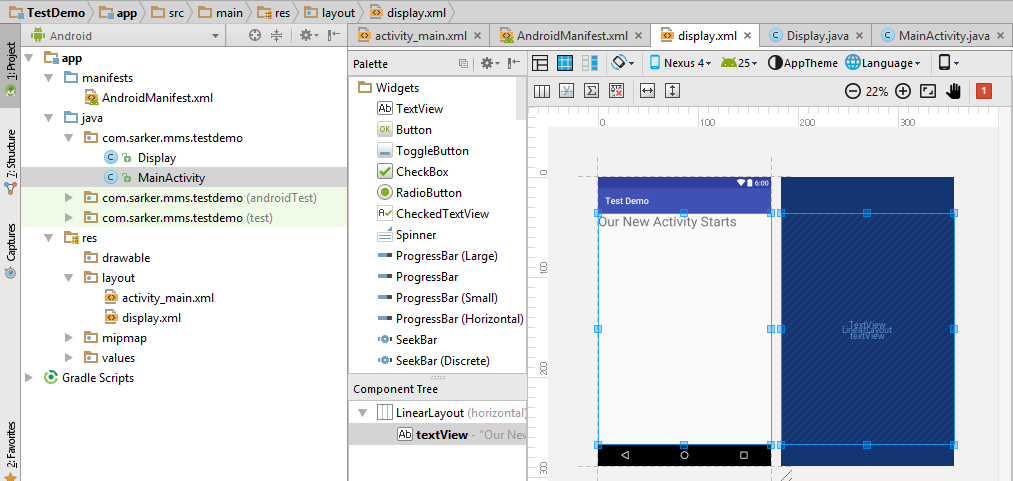 TestDemo app src main res layout display.xml
1: Project
7: Structure
Captures
2: Favorites
Android
app
manifests
AndroidManifest.xml
java
com.sarker.mms.testdemo
Display
MainActivity
com.sarker.mms.testdemo (androidTest)
com.sarker.mms.testdemo (test)
res
drawable
layout
activity_main.xml
display.xml
mipmap
values
Gradle Scripts
activity_main.xml AndroidManifest.xml display.xml Display.java MainActivity.java
Palette
Widgets
TextView
Button
ToggleButton
CheckBox
RadioButton
CheckedTextView
Spinner
ProgressBar (Large)
ProgressBar
ProgressBar (Small)
ProgressBar (Horizontal)
SeekBar
SeekBar (Discrete)
Component Tree
LinearLayout (horizontal)
textView - "Our New
Nexus 4 25 AppTheme Language
22% 1
0 100 200 300
0
100
200
300
6:00
Test Demo
Our New Activity Starts
TextView
LinearLayout
textView